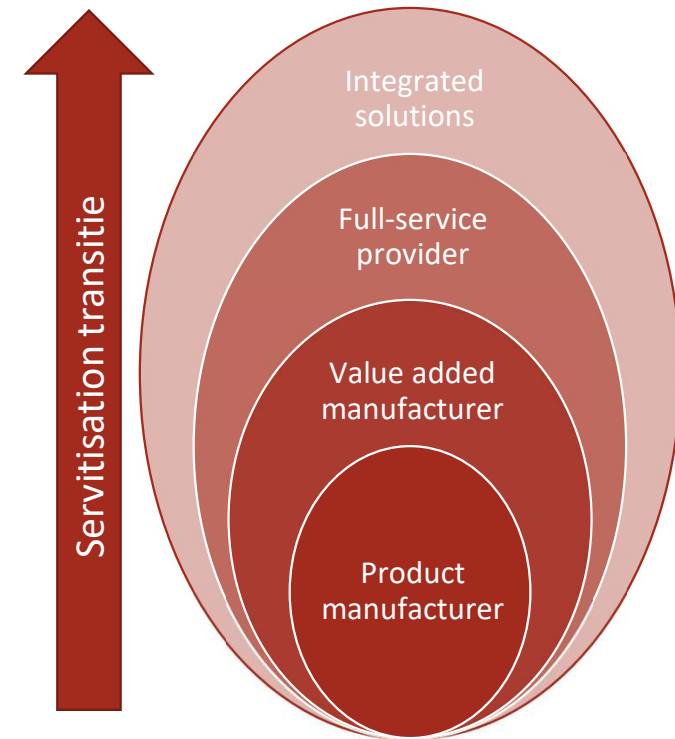 Servitisation transitie
Integrated
solutions
Full-service
provider
Value added
manufacturer
Product
manufacturer